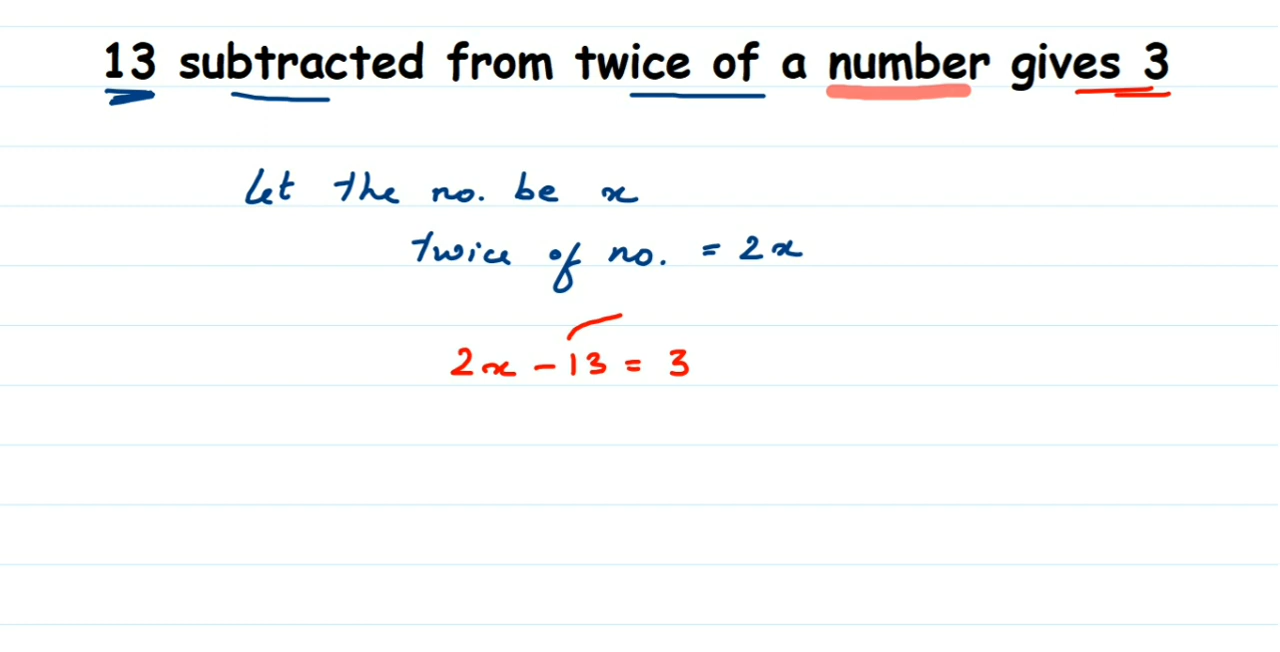 13 subtracted from twice of a number gives 3
Let the no. be x
twice of no. = 2x
2x - 13 = 3